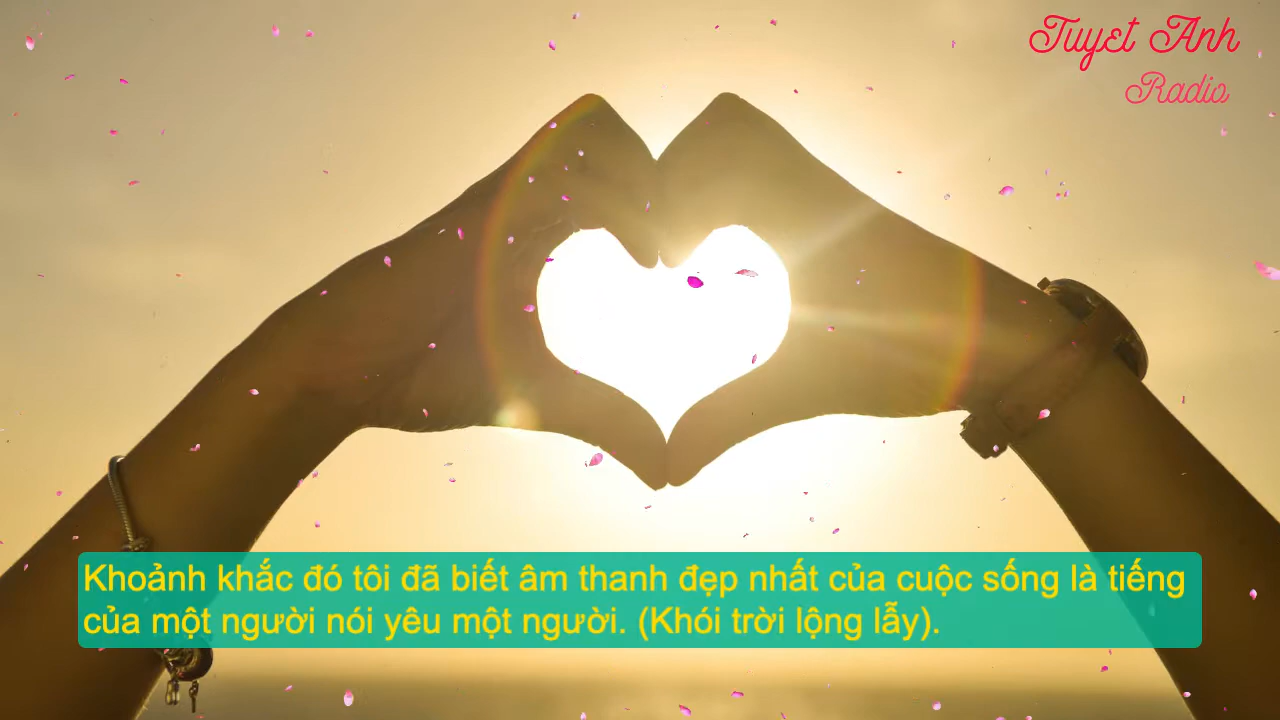 Tuyet Anh
Radio
Khoảnh khắc đó tôi đã biết âm thanh đẹp nhất của cuộc sống là tiếng
của một người nói yêu một người. (Khói trời lộng lẫy).